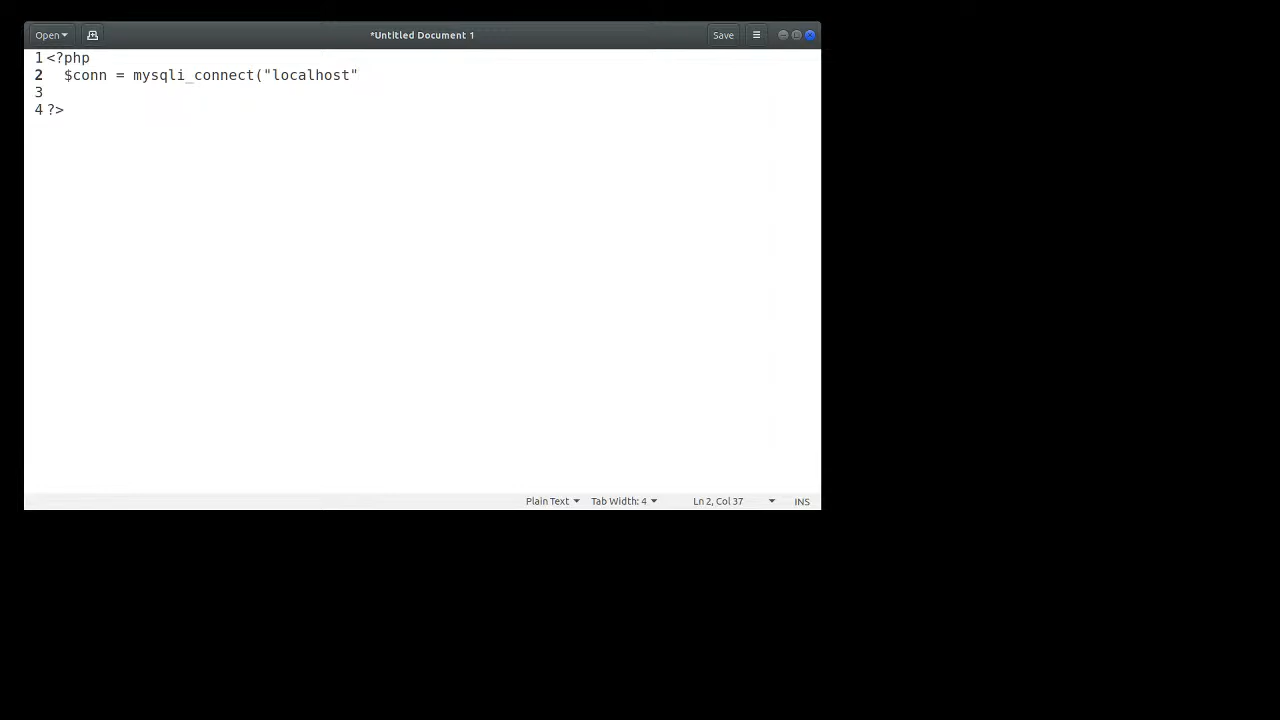 Open *Untitled Document 1 Save
1 <?php
2   $conn = mysqli_connect("localhost"
3
4 ?>
Plain Text Tab Width: 4 Ln 2, Col 37 INS